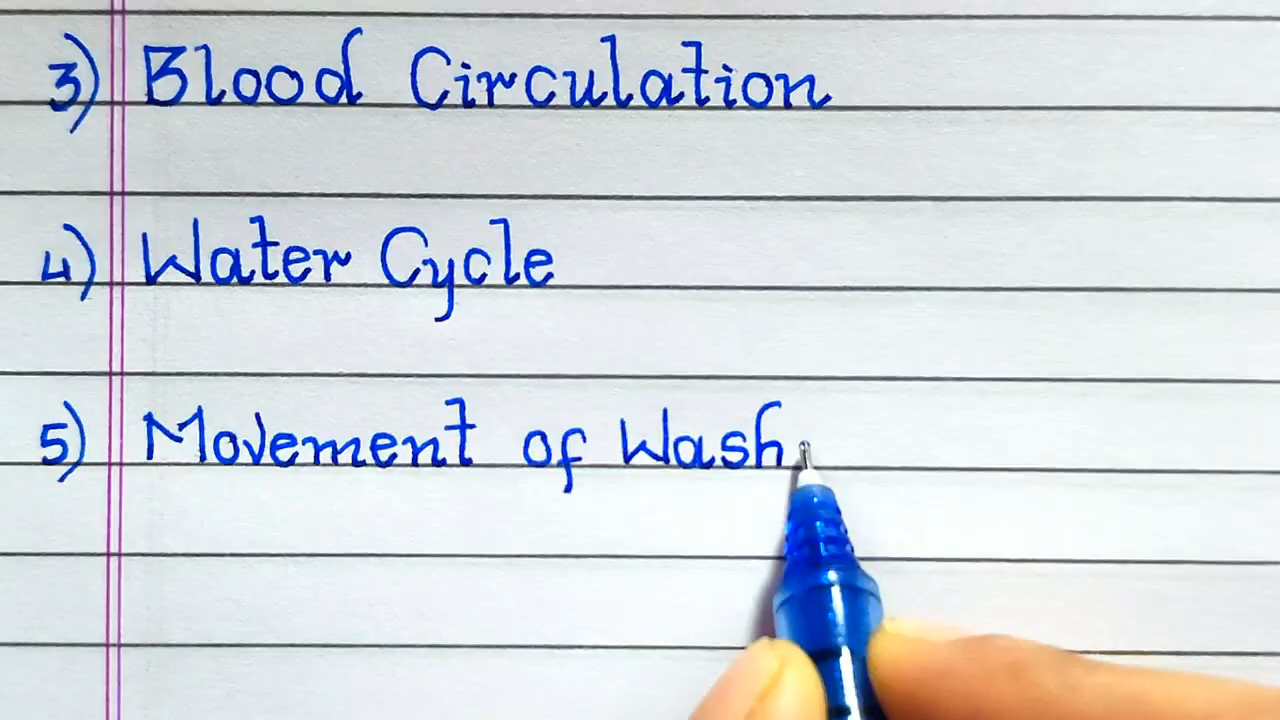 3) Blood Circulation
4) Water Cycle
5) Movement of Wash